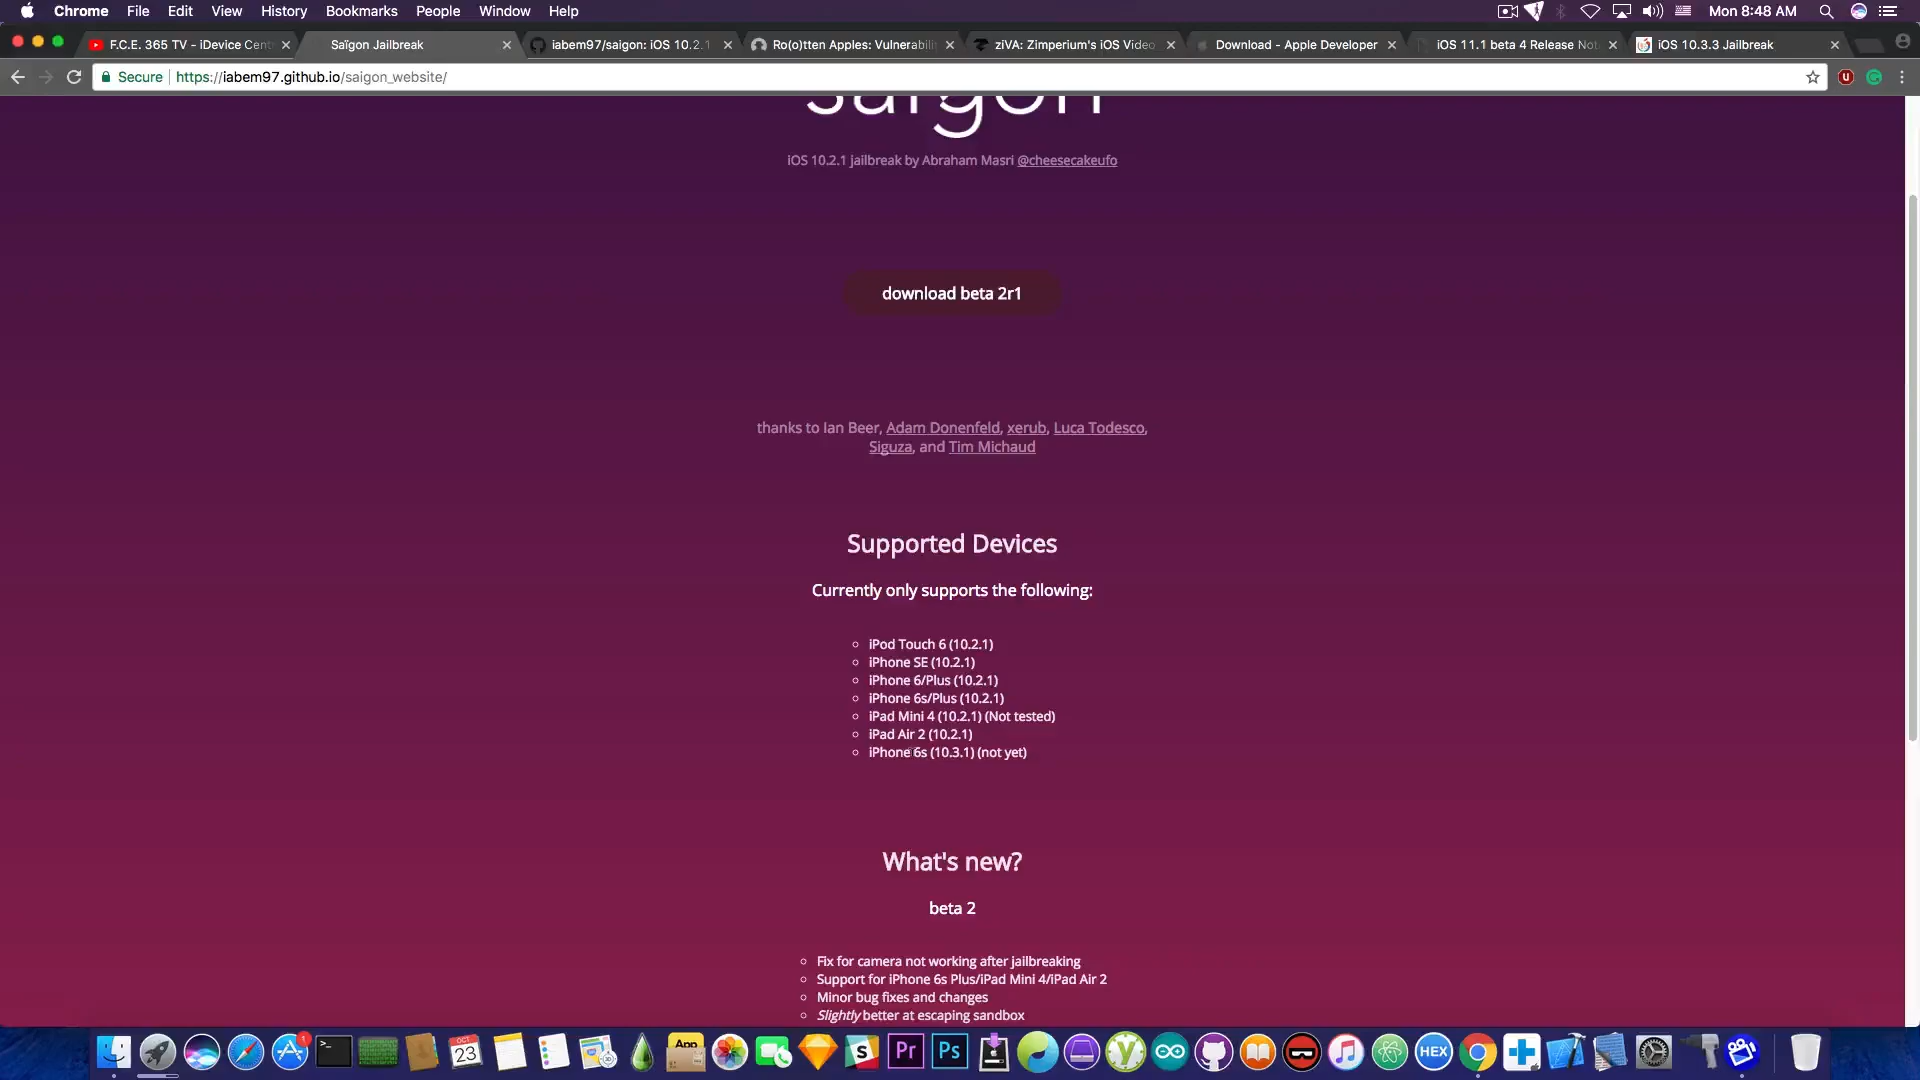 Chrome File Edit View History Bookmarks People Window Help Mon 8:48 AM
F.C.E. 365 TV - iDevice Cent
Saïgon Jailbreak
iabem97/saigon: iOS 10.2.1
Ro(o)tten Apples: Vulnerabili
ziVA: Zimperium's iOS Video
Download - Apple Developer
iOS 11.1 beta 4 Release Not
iOS 10.3.3 Jailbreak
Secure https://iabem97.github.io/saigon_website/
saïgon
iOS 10.2.1 jailbreak by Abraham Masri @cheesecakeufo
download beta 2r1
thanks to Ian Beer, Adam Donenfeld, xerub, Luca Todesco,
Siguza, and Tim Michaud
Supported Devices
Currently only supports the following:
iPod Touch 6 (10.2.1)
iPhone SE (10.2.1)
iPhone 6/Plus (10.2.1)
iPhone 6s/Plus (10.2.1)
iPad Mini 4 (10.2.1) (Not tested)
iPad Air 2 (10.2.1)
iPhone 6s (10.3.1) (not yet)
What's new?
beta 2
Fix for camera not working after jailbreaking
Support for iPhone 6s Plus/iPad Mini 4/iPad Air 2
Minor bug fixes and changes
Slightly better at escaping sandbox
OCT
23
1
App
S
Pr
Ps
HEX